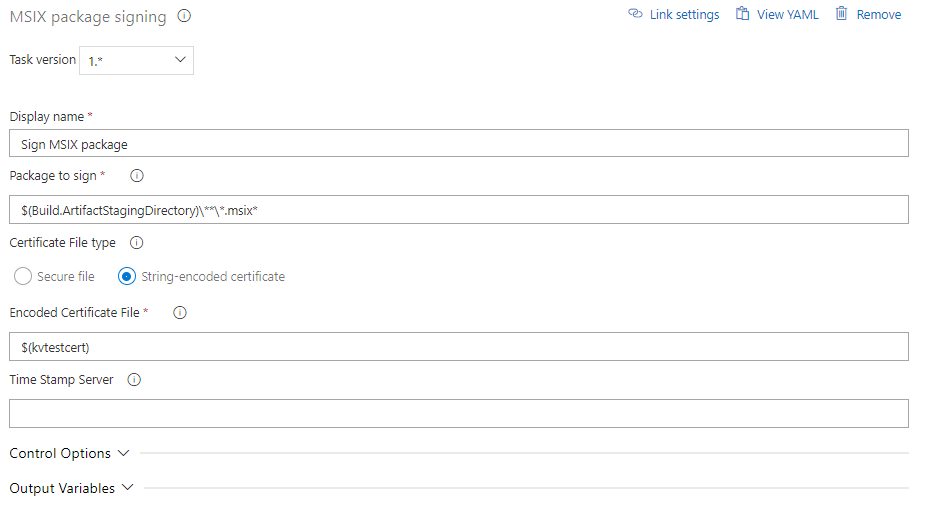 MSIX package signing
Link settings View YAML Remove
Task version 1.*
Display name *
Sign MSIX package
Package to sign *
$(Build.ArtifactStagingDirectory)\**\*.msix*
Certificate File type
Secure file String-encoded certificate
Encoded Certificate File *
$(kvtestcert)
Time Stamp Server
Control Options
Output Variables